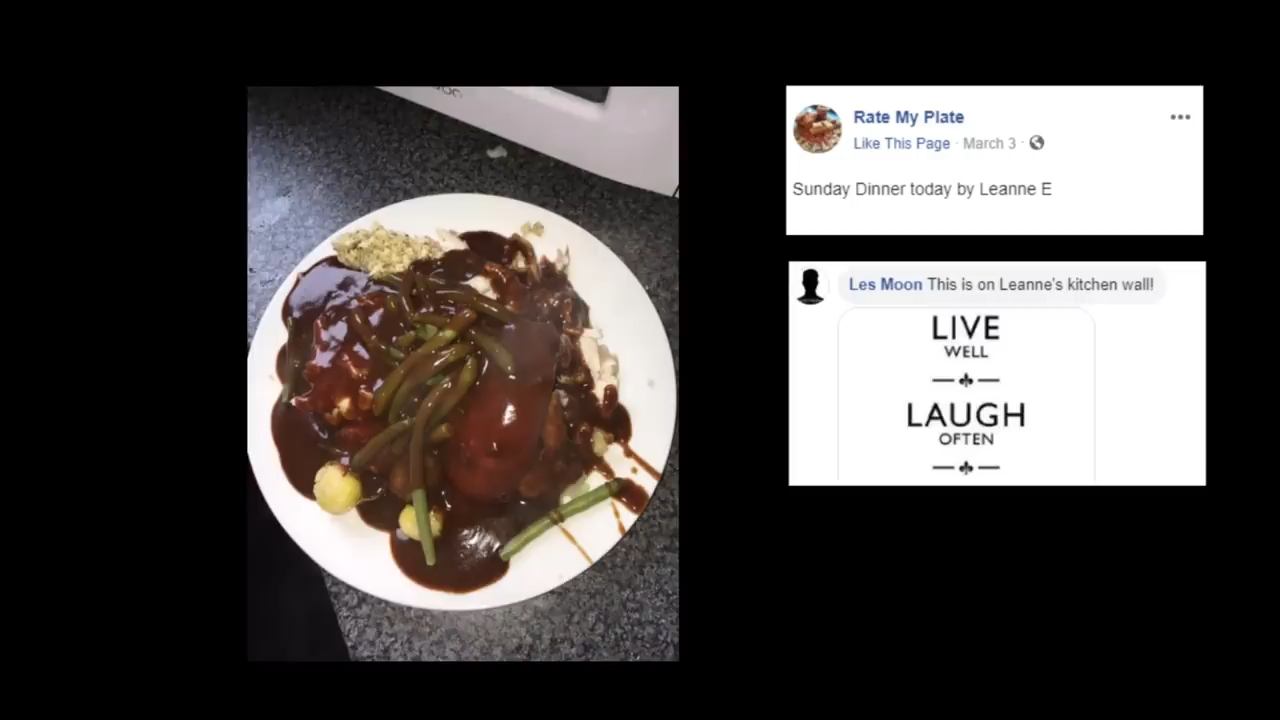 Rate My Plate
Like This Page · March 3 ·
Sunday Dinner today by Leanne E
Les Moon This is on Leanne's kitchen wall!
LIVE
WELL
LAUGH
OFTEN